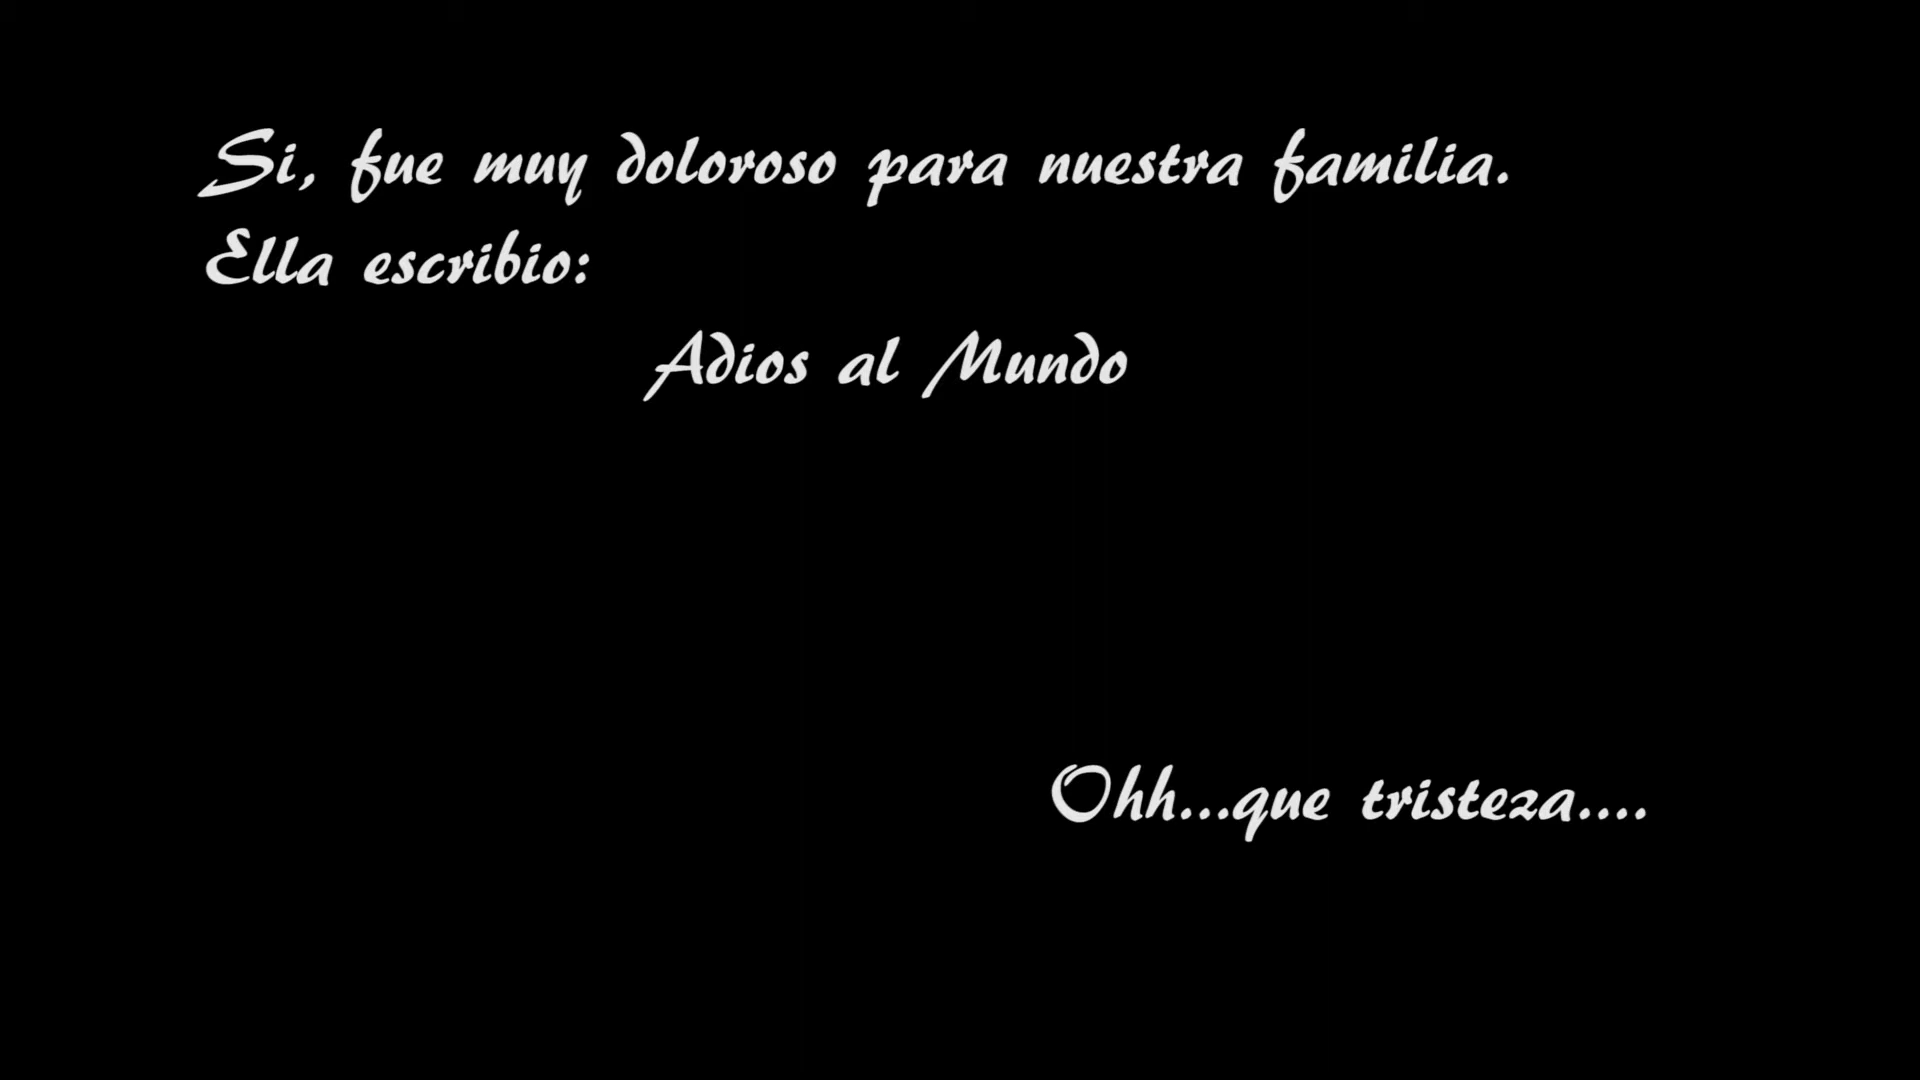 Si, fue muy doloroso para nuestra familia.
Ella escribio:
Adios al Mundo
Ohh...que tristeza....